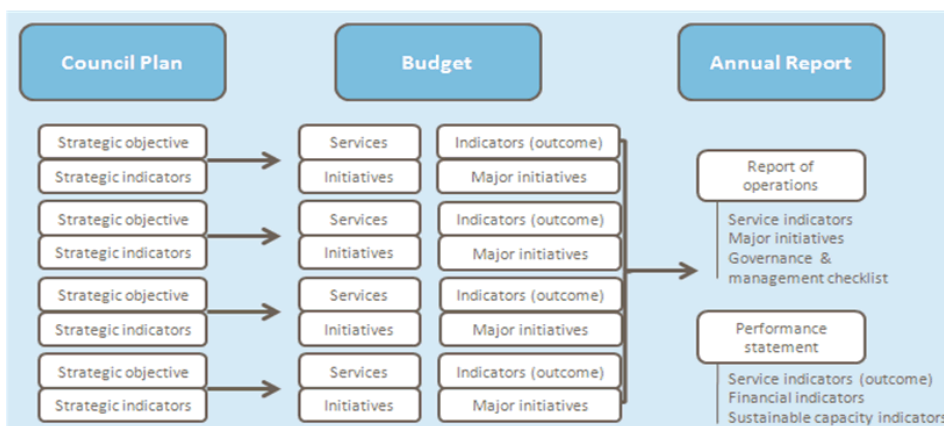 Council Plan
Budget
Annual Report
Strategic objective
Strategic indicators
Services
Initiatives
Indicators (outcome)
Major initiatives
Strategic objective
Strategic indicators
Services
Initiatives
Indicators (outcome)
Major initiatives
Strategic objective
Strategic indicators
Services
Initiatives
Indicators (outcome)
Major initiatives
Strategic objective
Strategic indicators
Services
Initiatives
Indicators (outcome)
Major initiatives
Report of
operations
Service indicators
Major initiatives
Governance &
management checklist
Performance
statement
Service indicators (outcome)
Financial indicators
Sustainable capacity indicators